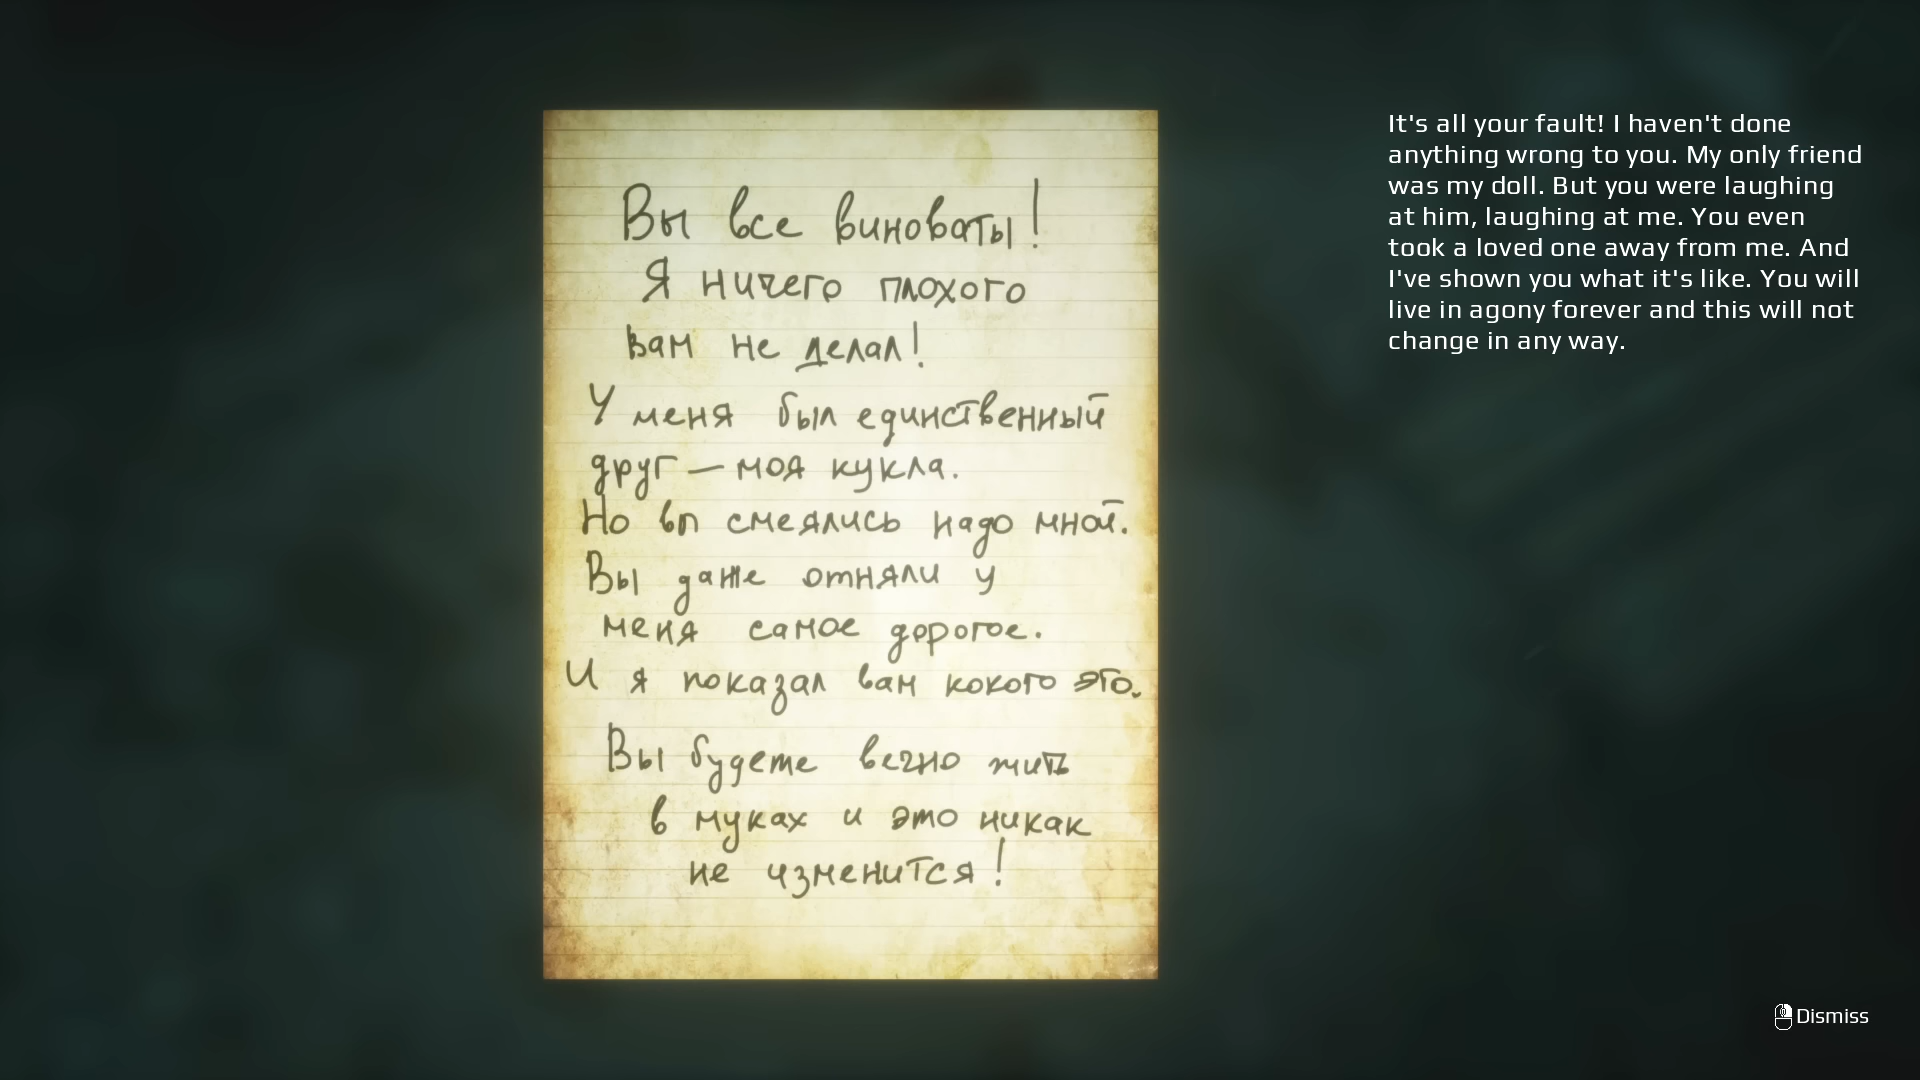 Вы все виноваты!
Я ничего плохого
вам не делал!
У меня был единственный
друг — моя кукла.
Но вы смеялись надо мной.
Вы даже отняли у
меня самое дорогое.
И я показал вам кокого это.
Вы будете вечно жить
в муках и это никак
не изменится!
It's all your fault! I haven't done
anything wrong to you. My only friend
was my doll. But you were laughing
at him, laughing at me. You even
took a loved one away from me. And
I've shown you what it's like. You will
live in agony forever and this will not
change in any way.
Dismiss